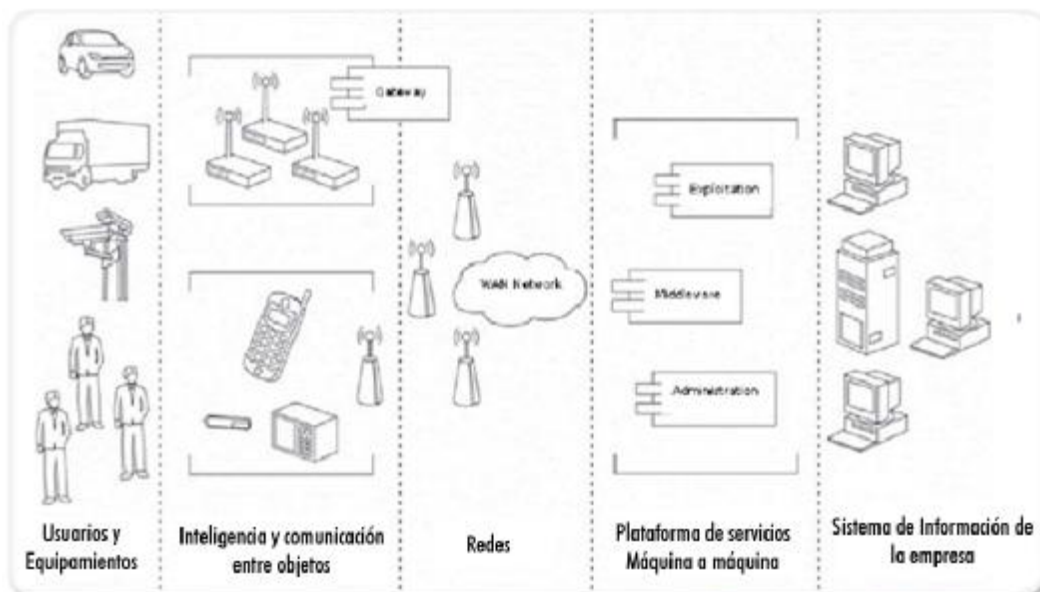 Gateway
WAN Network
Exploitation
Middleware
Administration
Usuarios y
Equipamientos
Inteligencia y comunicación
entre objetos
Redes
Plataforma de servicios
Máquina a máquina
Sistema de Información de
la empresa